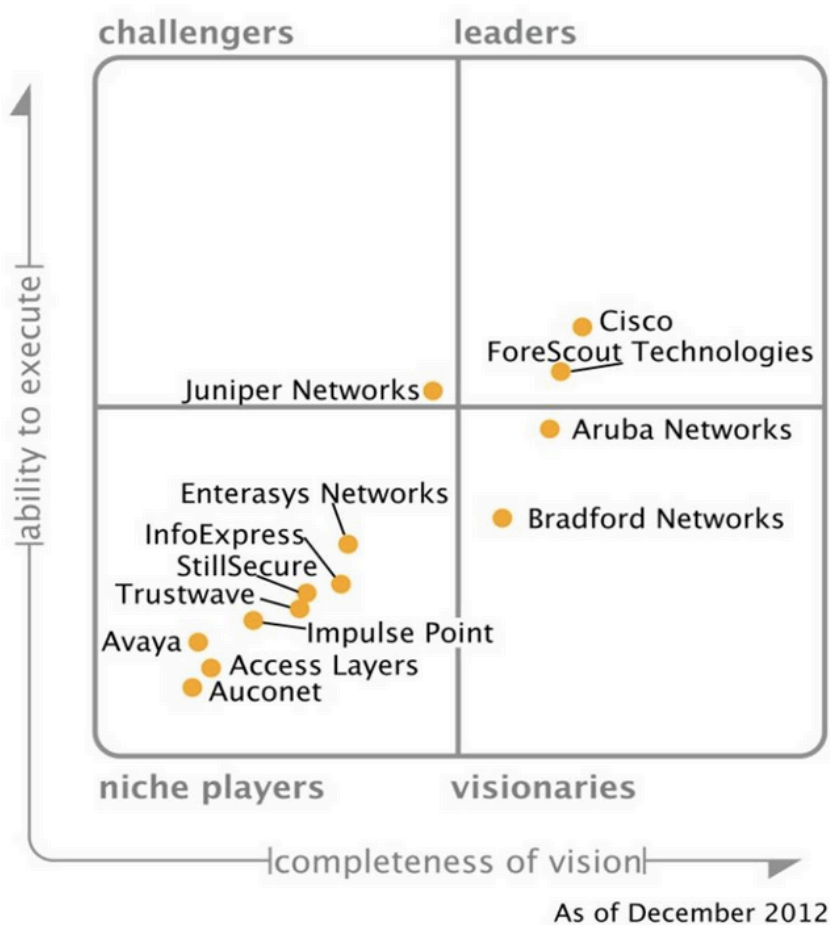 challengers
leaders
ability to execute
Cisco
ForeScout Technologies
Juniper Networks
Aruba Networks
Enterasys Networks
Bradford Networks
InfoExpress
StillSecure
Trustwave
Impulse Point
Avaya
Access Layers
Auconet
niche players
visionaries
completeness of vision
As of December 2012